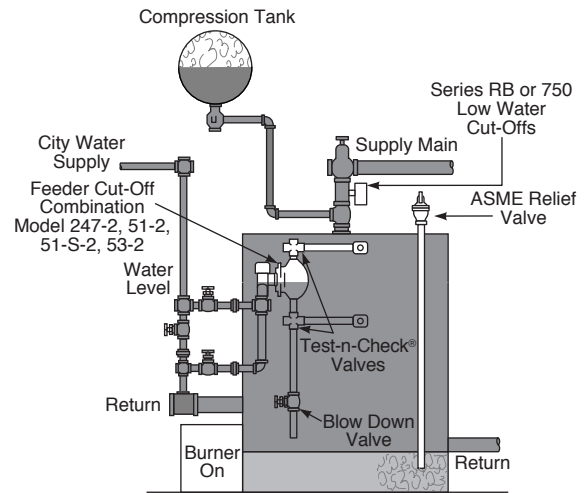 Compression Tank
Series RB or 750
Low Water
Cut-Offs
City Water
Supply
Supply Main
Feeder Cut-Off
Combination
Model 247-2, 51-2,
51-S-2, 53-2
ASME Relief
Valve
Water
Level
Test-n-Check®
Valves
Return
Blow Down
Valve
Burner
On
Return